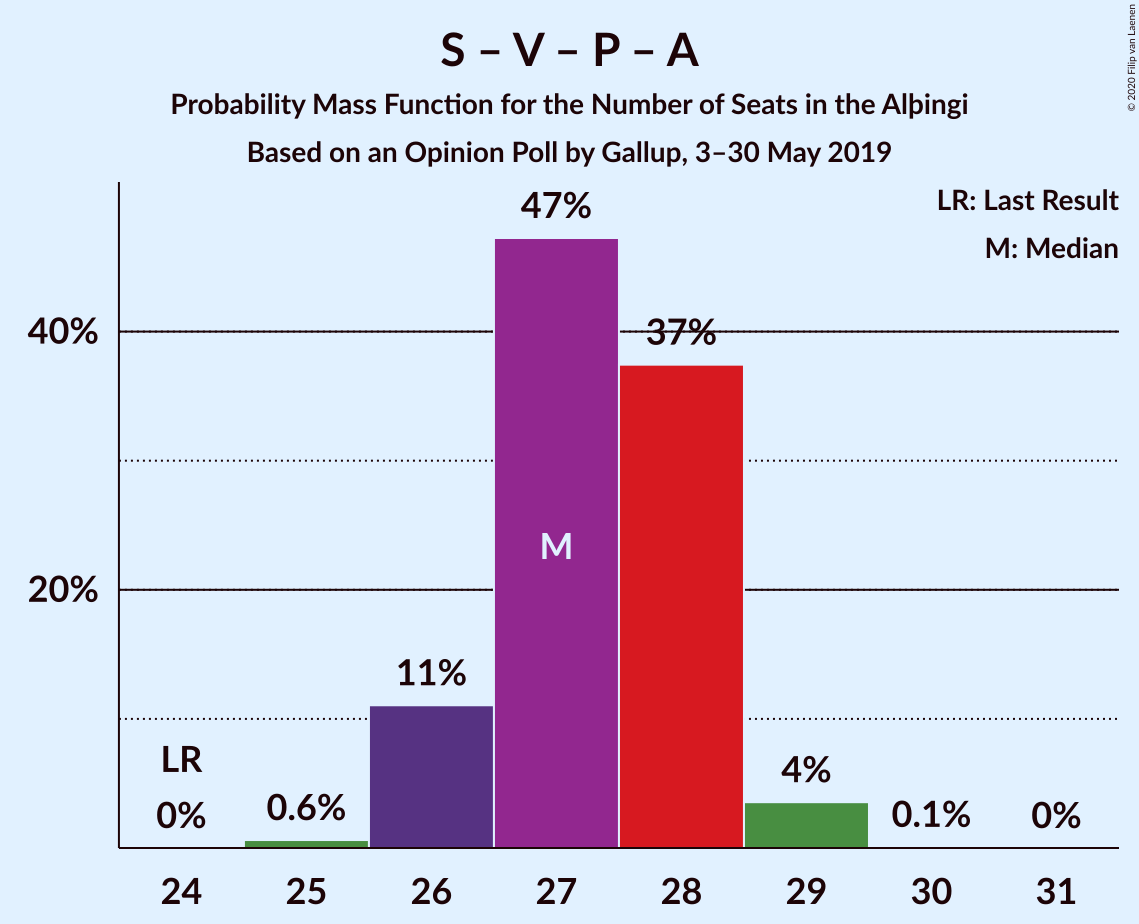 S – V – P – A
Probability Mass Function for the Number of Seats in the Alþingi
Based on an Opinion Poll by Gallup, 3–30 May 2019
© 2020 Filip van Laenen
LR: Last Result
M: Median
47%
40%
37%
M
20%
11%
LR
4%
0%
0.6%
0.1%
0%
24 25 26 27 28 29 30 31